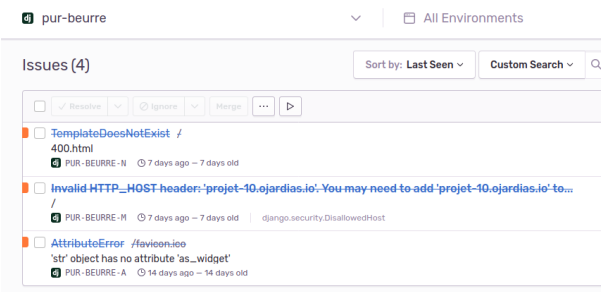 dj pur-beurre All Environments
Issues (4) Sort by: Last Seen Custom Search
Resolve Ignore Merge ...
TemplateDoesNotExist /
400.html
dj PUR-BEURRE-N 7 days ago — 7 days old
Invalid HTTP_HOST header: 'projet-10.ojardias.io'. You may need to add 'projet-10.ojardias.io' to...
/
dj PUR-BEURRE-M 7 days ago — 7 days old django.security.DisallowedHost
AttributeError /favicon.ico
'str' object has no attribute 'as_widget'
dj PUR-BEURRE-A 14 days ago — 14 days old